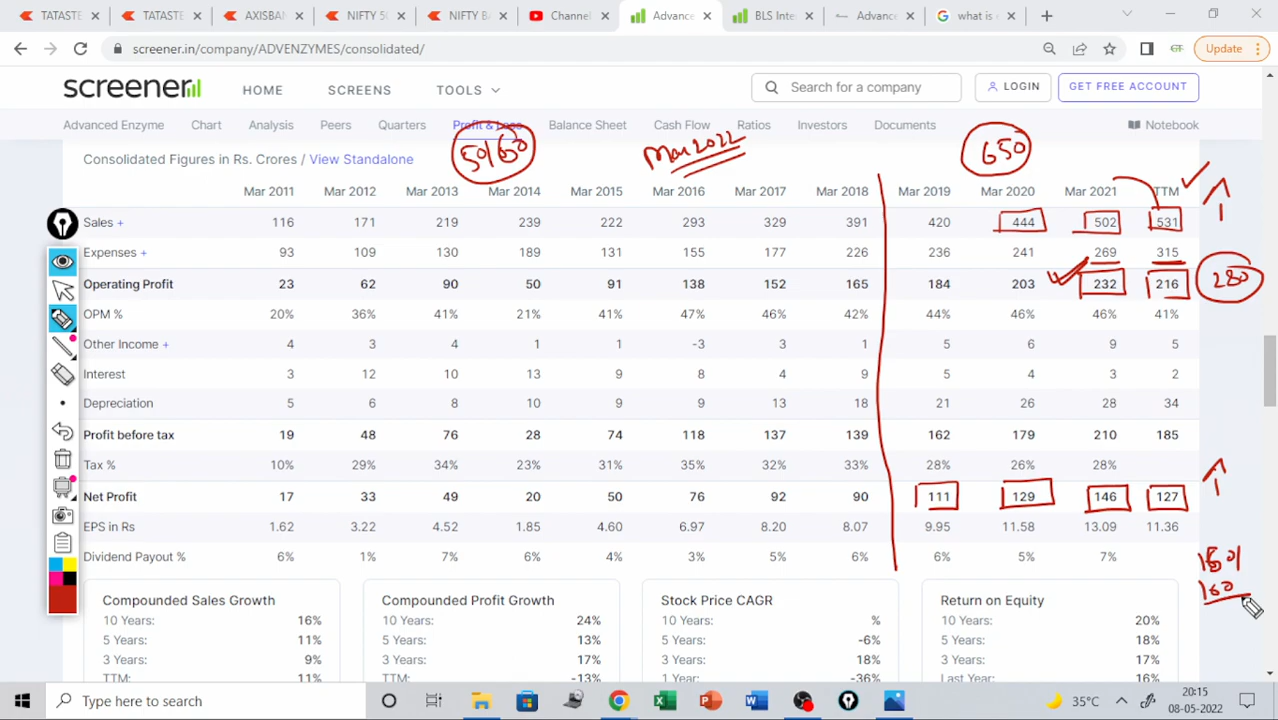 TATASTE × TATASTE × AXISBAN × NIFTY 50 × NIFTY BA × Channel × Advance × BLS Inte × Advance × what is × +
screener.in/company/ADVENZYMES/consolidated/ GT Update
screener HOME SCREENS TOOLS Search for a company LOGIN GET FREE ACCOUNT
Advanced Enzyme Chart Analysis Peers Quarters Profit & Loss Balance Sheet Cash Flow Ratios Investors Documents Notebook
50/60 Mar 2022 650
Consolidated Figures in Rs. Crores / View Standalone
Mar 2011 Mar 2012 Mar 2013 Mar 2014 Mar 2015 Mar 2016 Mar 2017 Mar 2018 Mar 2019 Mar 2020 Mar 2021 TTM
Sales + 116 171 219 239 222 293 329 391 420 444 502 531
Expenses + 93 109 130 189 131 155 177 226 236 241 269 315
Operating Profit 23 62 90 50 91 138 152 165 184 203 232 216 280
OPM % 20% 36% 41% 21% 41% 47% 46% 42% 44% 46% 46% 41%
Other Income + 4 3 4 1 1 -3 3 1 5 6 9 5
Interest 3 12 10 13 9 8 4 9 5 4 3 2
Depreciation 5 6 8 10 9 9 13 18 21 26 28 34
Profit before tax 19 48 76 28 74 118 137 139 162 179 210 185
Tax % 10% 29% 34% 23% 31% 35% 32% 33% 28% 26% 28%
Net Profit 17 33 49 20 50 76 92 90 111 129 146 127
EPS in Rs 1.62 3.22 4.52 1.85 4.60 6.97 8.20 8.07 9.95 11.58 13.09 11.36
Dividend Payout % 6% 1% 7% 6% 4% 3% 5% 6% 6% 5% 7%
150/
160
Compounded Sales Growth Compounded Profit Growth Stock Price CAGR Return on Equity
10 Years: 16% 10 Years: 24% 10 Years: % 10 Years: 20%
5 Years: 11% 5 Years: 13% 5 Years: -6% 5 Years: 18%
3 Years: 9% 3 Years: 17% 3 Years: 18% 3 Years: 17%
TTM: 11% TTM: -13% 1 Year: -36% Last Year: 16%
Type here to search 35°C 20:15
08-05-2022